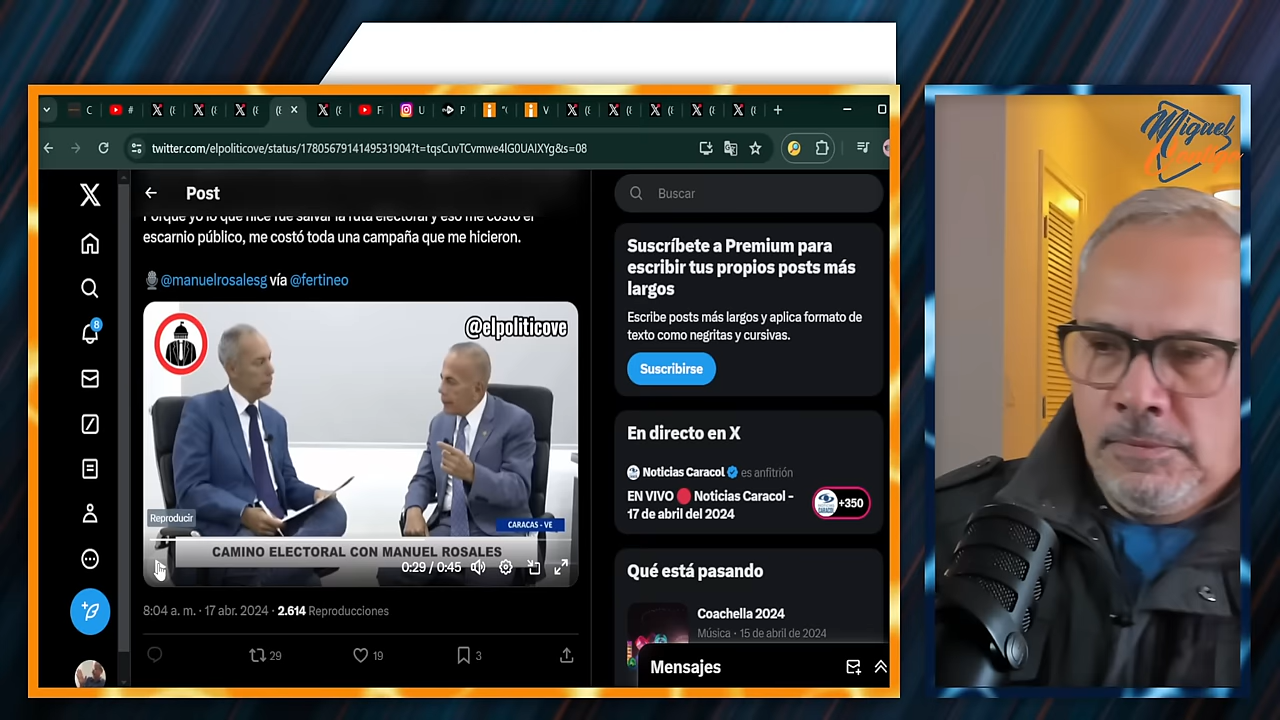 Miguel
twitter.com/elpoliticove/status/1780567914149531904?t=tqsCuvTCvmwe4lG0UAIXYg&s=08
Post
Porque yo lo que hice fue salvar la ruta electoral y eso me costó el
escarnio público, me costó toda una campaña que me hicieron.
@manuelrosalesg vía @fertineo
@elpoliticove
Reproducir
CARACAS - VE
CAMINO ELECTORAL CON MANUEL ROSALES
0:29 / 0:45
8:04 a. m. · 17 abr. 2024 · 2.614 Reproducciones
29
19
3
8
Buscar
Suscríbete a Premium para
escribir tus propios posts más
largos
Escribe posts más largos y aplica formato de
texto como negritas y cursivas.
Suscribirse
En directo en X
Noticias Caracol es anfitrión
EN VIVO 🔴 Noticias Caracol -
17 de abril del 2024
+350
Qué está pasando
Coachella 2024
Música · 15 de abril de 2024
Mensajes